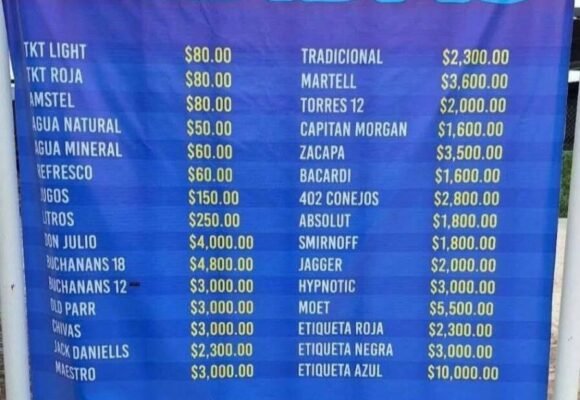 TKT LIGHT $80.00
TKT ROJA $80.00
AMSTEL $80.00
AGUA NATURAL $50.00
AGUA MINERAL $60.00
REFRESCO $60.00
JUGOS $150.00
LITROS $250.00
DON JULIO $4,000.00
BUCHANANS 18 $4,800.00
BUCHANANS 12 $3,000.00
OLD PARR $3,000.00
CHIVAS $3,000.00
JACK DANIELLS $2,300.00
MAESTRO $3,000.00
TRADICIONAL $2,300.00
MARTELL $3,600.00
TORRES 12 $2,000.00
CAPITAN MORGAN $1,600.00
ZACAPA $3,500.00
BACARDI $1,600.00
402 CONEJOS $2,800.00
ABSOLUT $1,800.00
SMIRNOFF $1,800.00
JAGGER $2,000.00
HYPNOTIC $3,000.00
MOET $5,500.00
ETIQUETA ROJA $2,300.00
ETIQUETA NEGRA $3,000.00
ETIQUETA AZUL $10,000.00